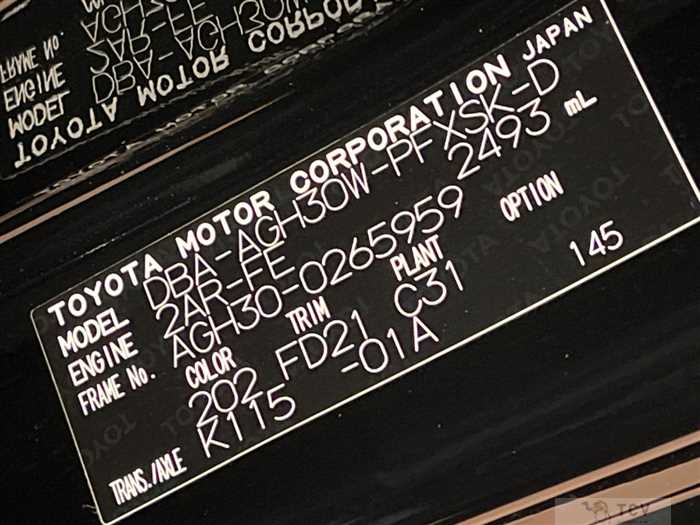 TOYOTA MOTOR CORPORATION JAPAN
MODEL DBA-AGH30W-PFXSK-D
ENGINE 2AR-FE 2493 mL
FRAME No. AGH30-0265959
COLOR TRIM PLANT OPTION
202 FD21 C31 145
TRANS./AXLE K115 -01A
TCV